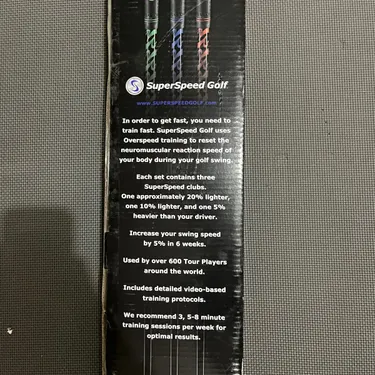 S SuperSpeed Golf
www.SUPERSPEEDGOLF.com
In order to get fast, you need to
train fast. SuperSpeed Golf uses
Overspeed training to reset the
neuromuscular reaction speed of
your body during your golf swing.
Each set contains three
SuperSpeed clubs.
One approximately 20% lighter,
one 10% lighter, and one 5%
heavier than your driver.
Increase your swing speed
by 5% in 6 weeks.
Used by over 600 Tour Players
around the world.
Includes detailed video-based
training protocols.
We recommend 3, 5-8 minute
training sessions per week for
optimal results.